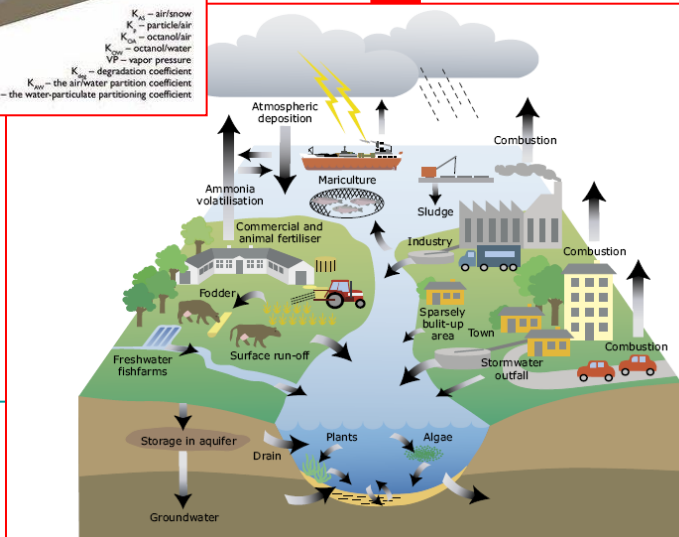 K_AS – air/snow
K_P – particle/air
K_OA – octanol/air
K_OW – octanol/water
VP – vapor pressure
K_deg – degradation coefficient
K_AW – the air/water partition coefficient
– the water-particulate partitioning coefficient
Atmospheric
deposition
Combustion
Mariculture
Ammonia
volatilisation
Sludge
Commercial and
animal fertiliser
Industry
Combustion
Fodder
Sparsely
bulit-up
area
Town
Combustion
Freshwater
fishfarms
Surface run-off
Stormwater
outfall
Storage in aquifer
Plants
Algae
Drain
Groundwater